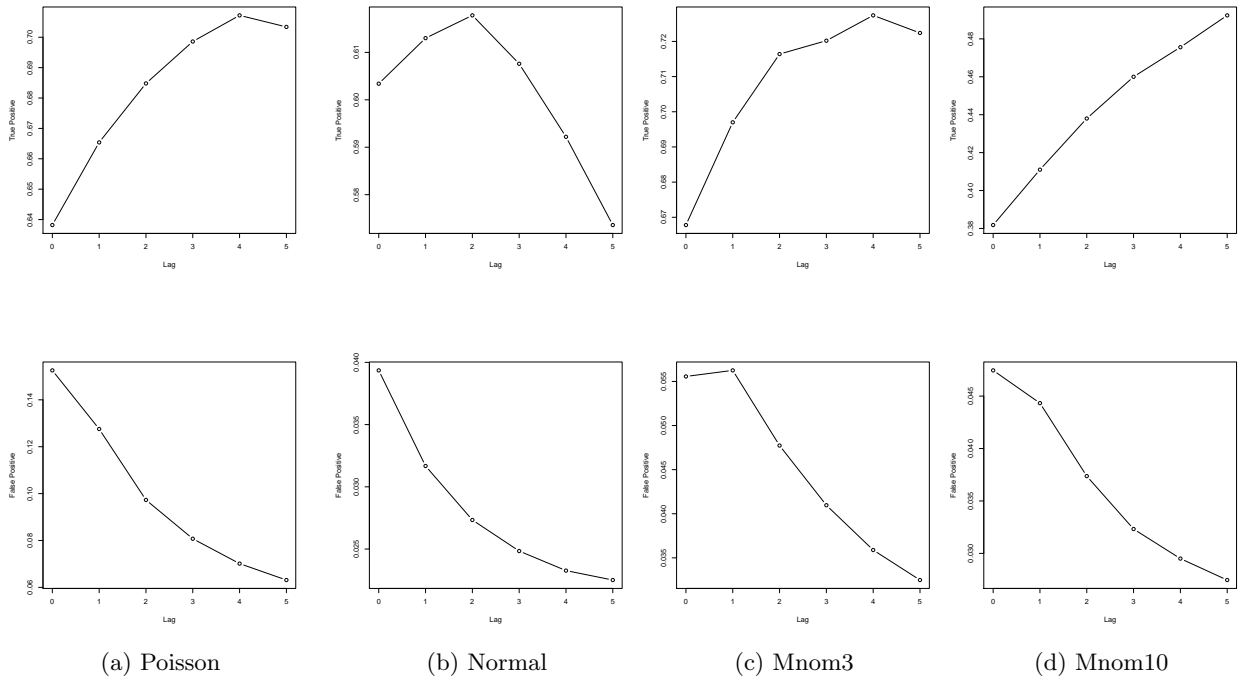 True Positive
0.70
0.69
0.68
0.67
0.66
0.65
0.64
0 1 2 3 4 5
Lag
True Positive
0.61
0.60
0.59
0.58
0 1 2 3 4 5
Lag
True Positive
0.72
0.71
0.70
0.69
0.68
0.67
0 1 2 3 4 5
Lag
True Positive
0.48
0.46
0.44
0.42
0.40
0.38
0 1 2 3 4 5
Lag
False Positive
0.14
0.12
0.10
0.08
0.06
0 1 2 3 4 5
Lag
False Positive
0.040
0.035
0.030
0.025
0 1 2 3 4 5
Lag
False Positive
0.055
0.050
0.045
0.040
0.035
0 1 2 3 4 5
Lag
False Positive
0.045
0.040
0.035
0.030
0 1 2 3 4 5
Lag
(a) Poisson
(b) Normal
(c) Mnom3
(d) Mnom10